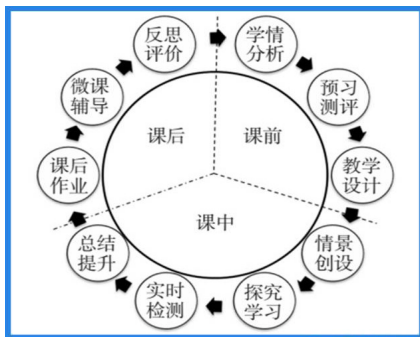 反思
评价
学情
分析
微课
辅导
预习
测评
课后
课前
课后
作业
教学
设计
课中
总结
提升
情景
创设
实时
检测
探究
学习